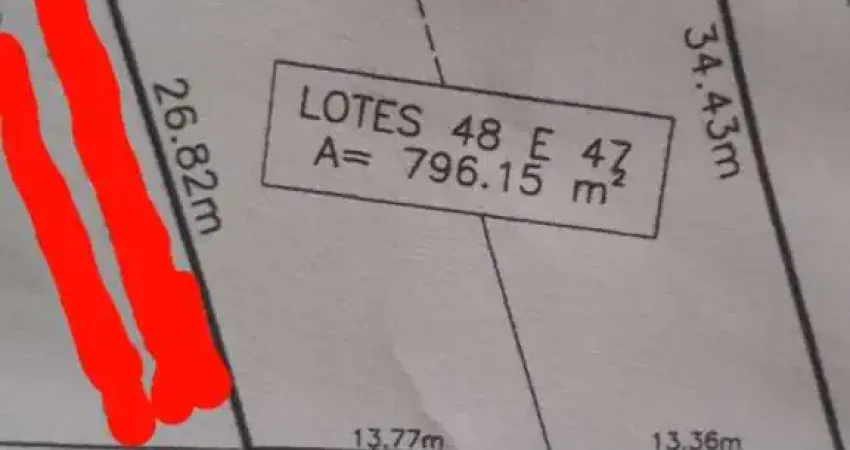 26.82m
LOTES 48 E 47
A= 796.15 m²
34.43m
13.77m
13.36m